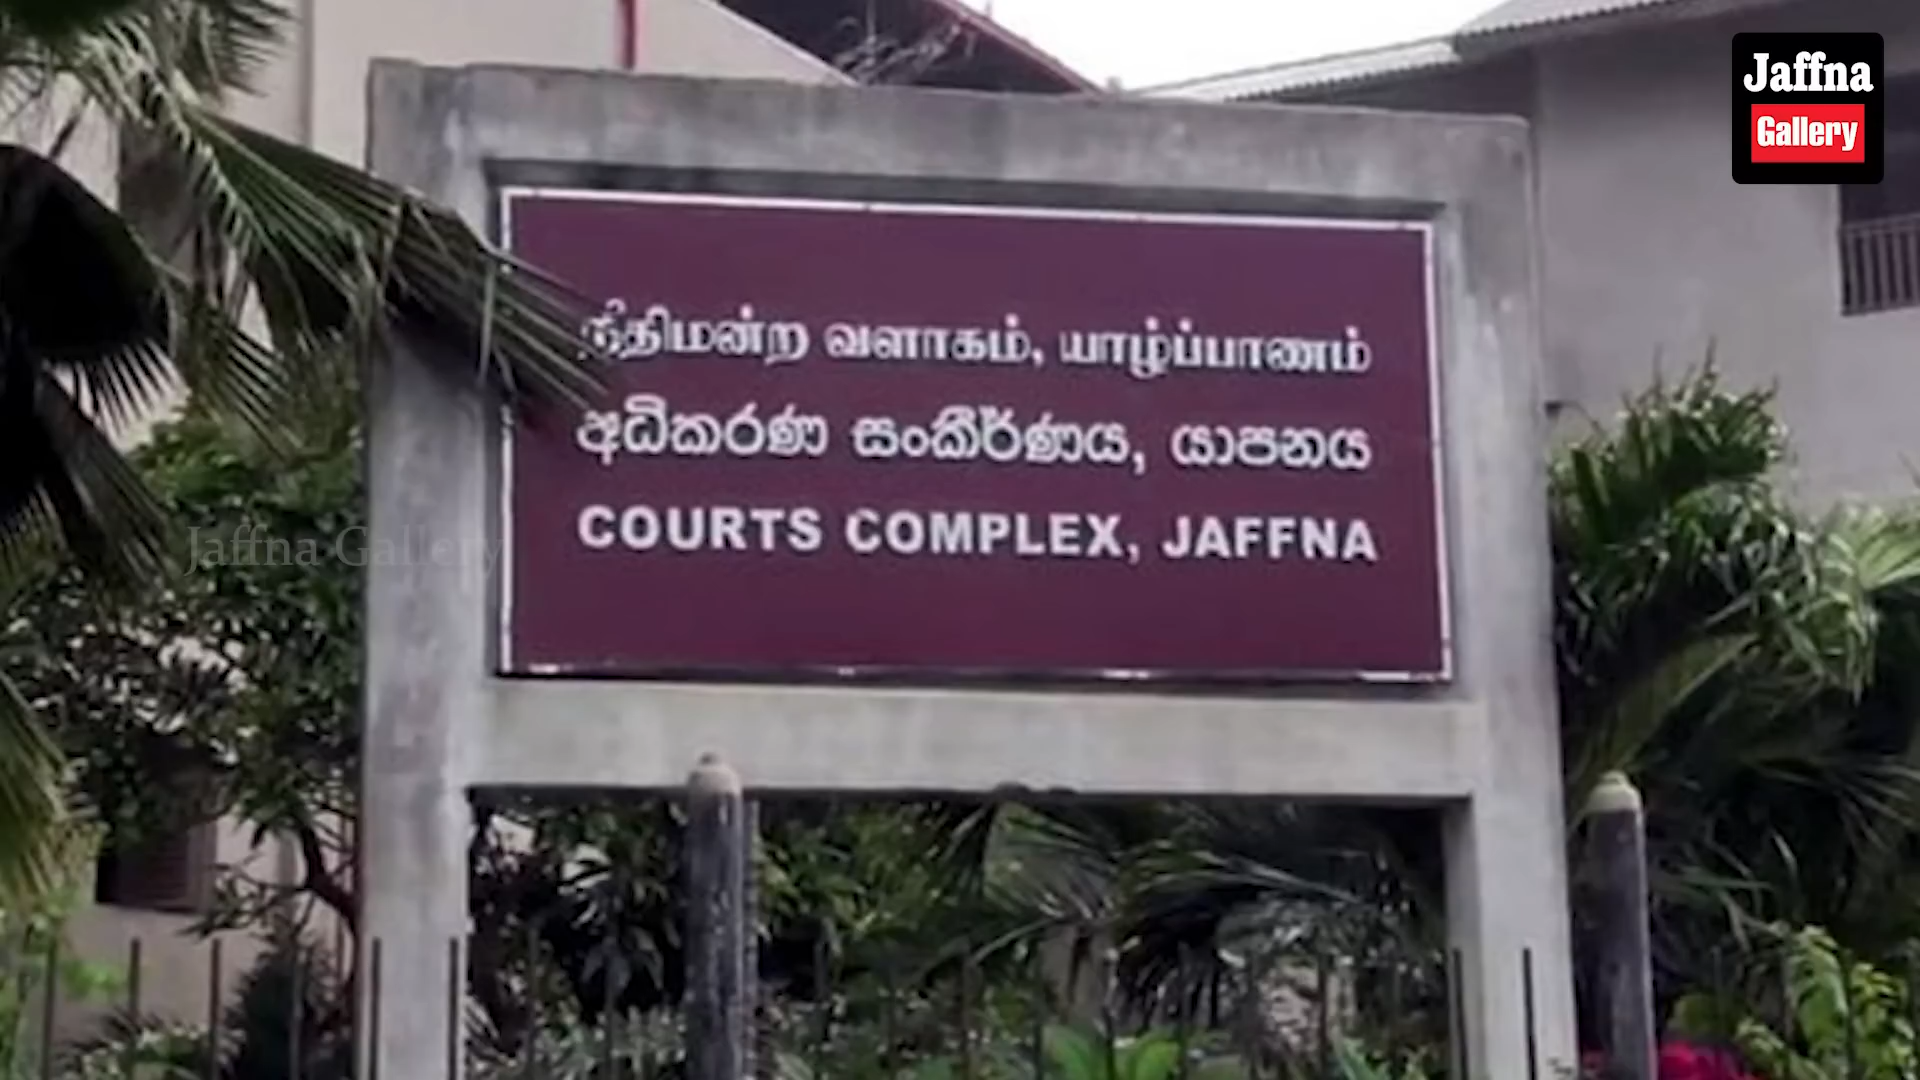 Jaffna
Gallery
நீதிமன்ற வளாகம், யாழ்ப்பாணம்
අධිකරණ සංකීර්ණය, යාපනය
COURTS COMPLEX, JAFFNA
Jaffna Gallery